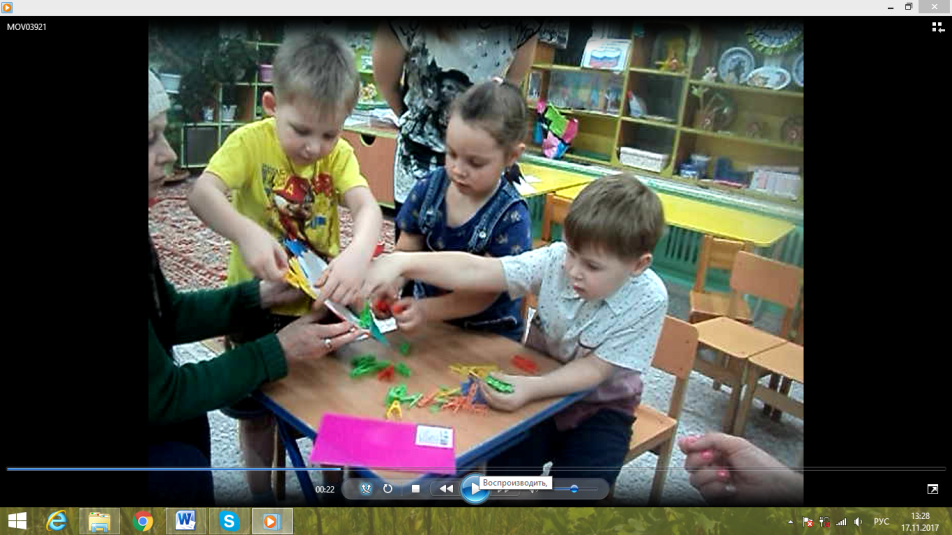 MOV03921
00:22
Воспроизводить,
РУС
13:28
17.11.2017